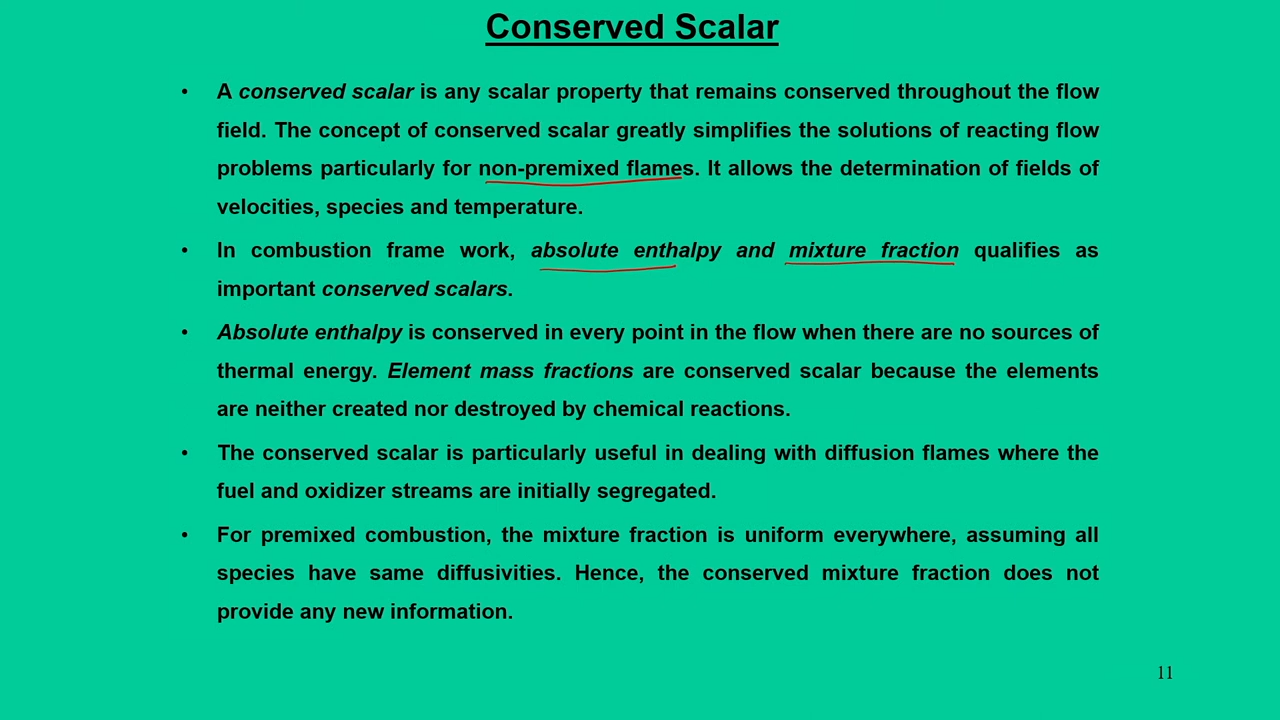 Conserved Scalar
• A conserved scalar is any scalar property that remains conserved throughout the flow
field. The concept of conserved scalar greatly simplifies the solutions of reacting flow
problems particularly for non-premixed flames. It allows the determination of fields of
velocities, species and temperature.
• In combustion frame work, absolute enthalpy and mixture fraction qualifies as
important conserved scalars.
• Absolute enthalpy is conserved in every point in the flow when there are no sources of
thermal energy. Element mass fractions are conserved scalar because the elements
are neither created nor destroyed by chemical reactions.
• The conserved scalar is particularly useful in dealing with diffusion flames where the
fuel and oxidizer streams are initially segregated.
• For premixed combustion, the mixture fraction is uniform everywhere, assuming all
species have same diffusivities. Hence, the conserved mixture fraction does not
provide any new information.
11